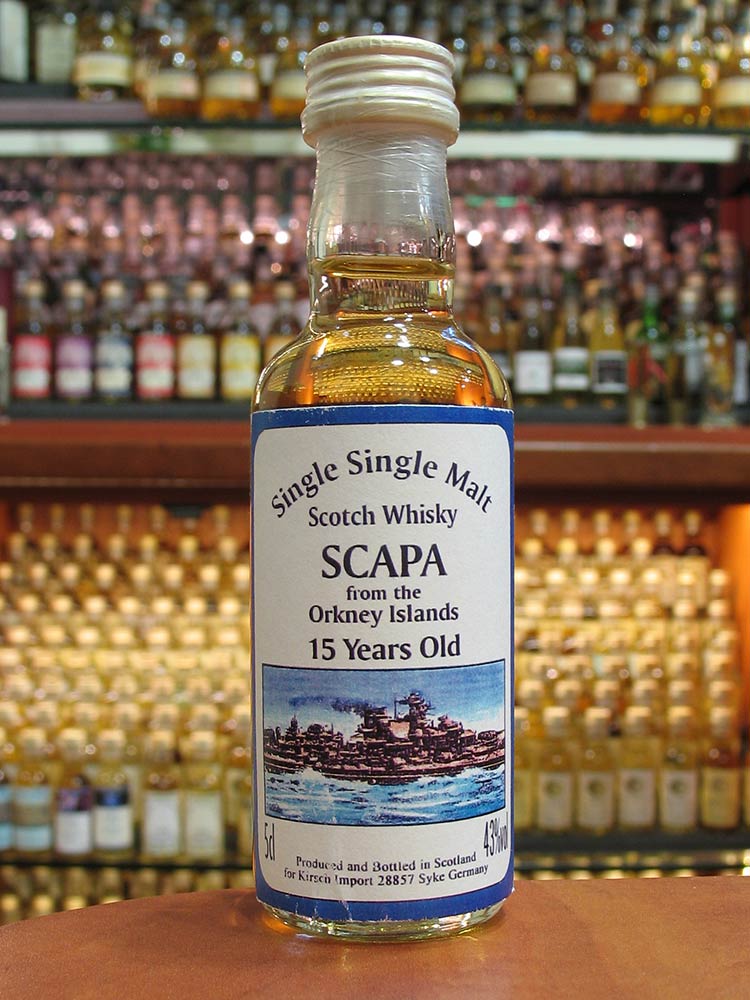 Single Single Malt
Scotch Whisky
SCAPA
from the
Orkney Islands
15 Years Old
5cl
43%vol
Produced and Bottled in Scotland
for Kirsch Import 28857 Syke Germany